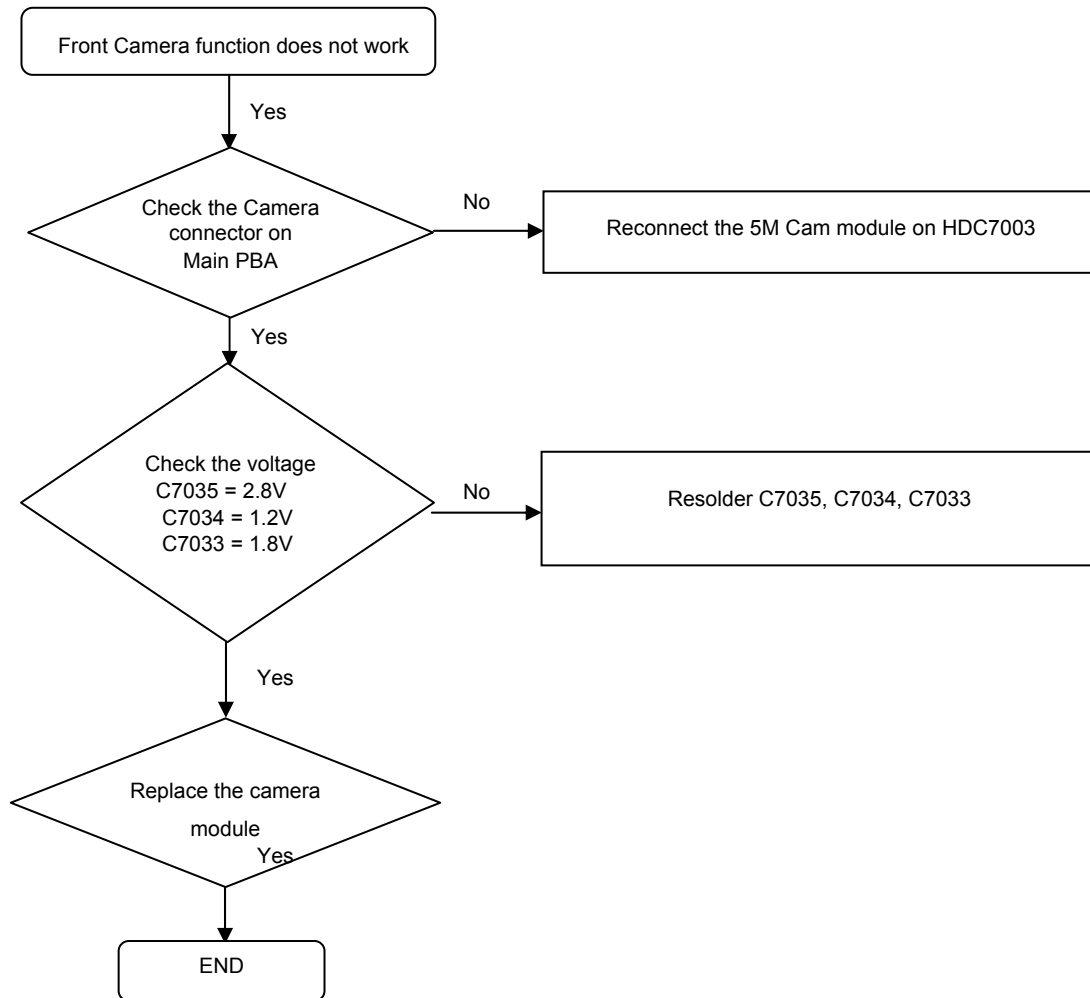 Front Camera function does not work
Yes
Check the Camera
connector on
Main PBA
No
Reconnect the 5M Cam module on HDC7003
Yes
Check the voltage
C7035 = 2.8V
C7034 = 1.2V
C7033 = 1.8V
No
Resolder C7035, C7034, C7033
Yes
Replace the camera
module
Yes
END